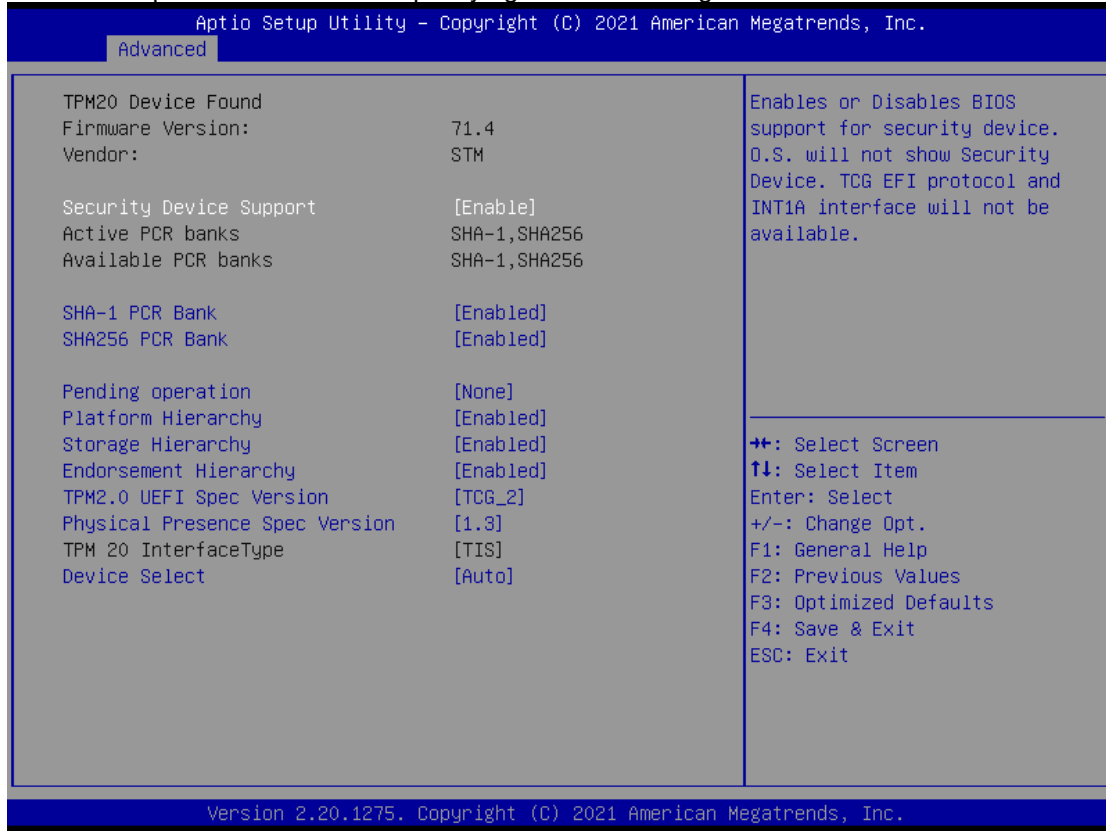 Aptio Setup Utility – Copyright (C) 2021 American Megatrends, Inc.
Advanced
TPM20 Device Found
Firmware Version: 71.4
Vendor: STM
Security Device Support [Enable]
Active PCR banks SHA-1,SHA256
Available PCR banks SHA-1,SHA256
SHA-1 PCR Bank [Enabled]
SHA256 PCR Bank [Enabled]
Pending operation [None]
Platform Hierarchy [Enabled]
Storage Hierarchy [Enabled]
Endorsement Hierarchy [Enabled]
TPM2.0 UEFI Spec Version [TCG_2]
Physical Presence Spec Version [1.3]
TPM 20 InterfaceType [TIS]
Device Select [Auto]
Enables or Disables BIOS
support for security device.
O.S. will not show Security
Device. TCG EFI protocol and
INT1A interface will not be
available.
→←: Select Screen
↑↓: Select Item
Enter: Select
+/-: Change Opt.
F1: General Help
F2: Previous Values
F3: Optimized Defaults
F4: Save & Exit
ESC: Exit
Version 2.20.1275. Copyright (C) 2021 American Megatrends, Inc.